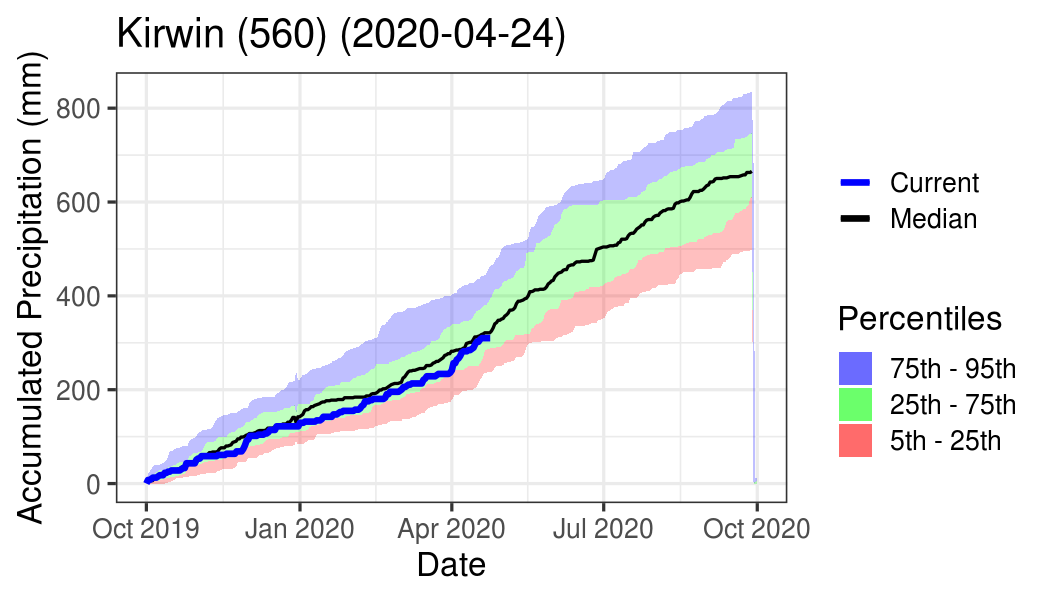 Kirwin (560) (2020-04-24)
Accumulated Precipitation (mm)
800
600
400
200
0
Oct 2019
Jan 2020
Apr 2020
Jul 2020
Oct 2020
Date
Current
Median
Percentiles
75th - 95th
25th - 75th
5th - 25th